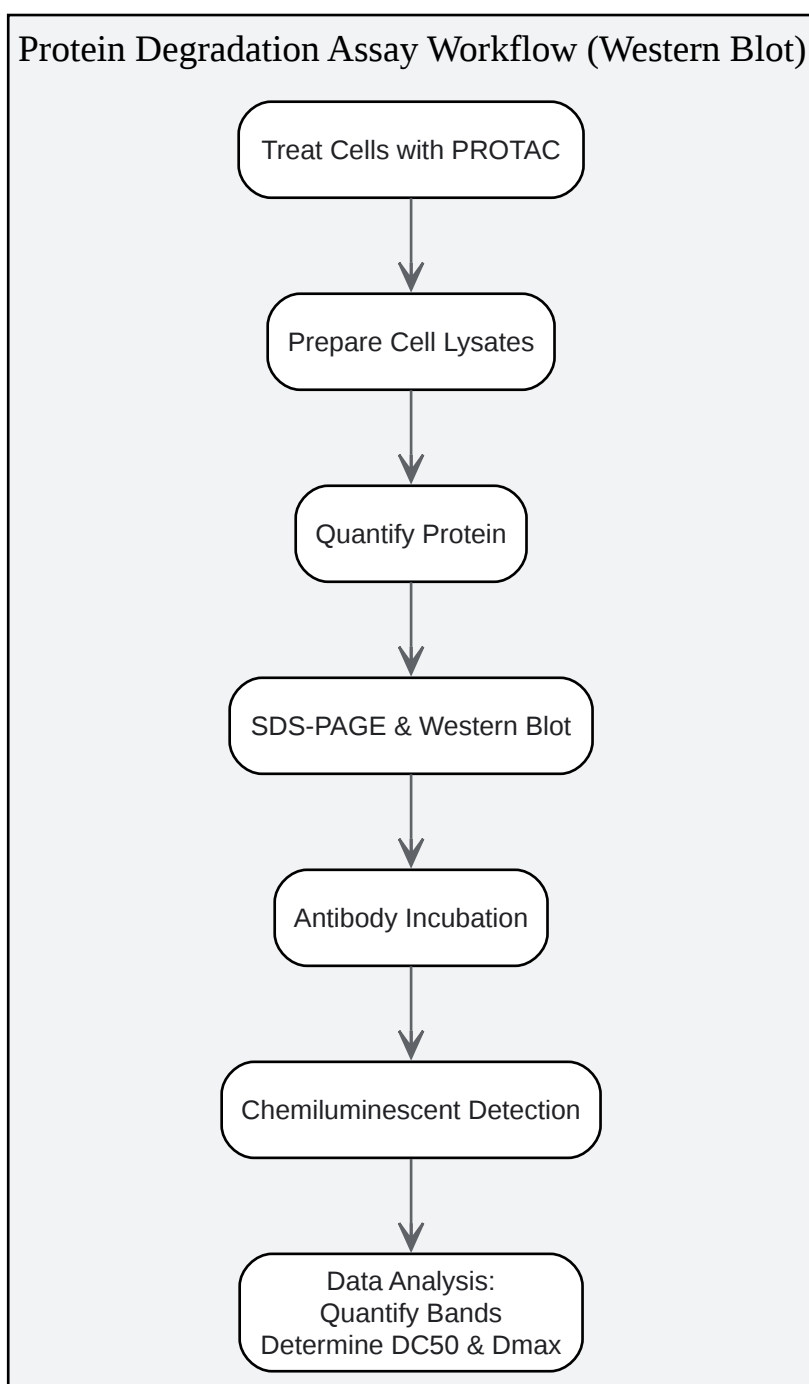 Protein Degradation Assay Workflow (Western Blot)
Treat Cells with PROTAC
Prepare Cell Lysates
Quantify Protein
SDS-PAGE & Western Blot
Antibody Incubation
Chemiluminescent Detection
Data Analysis:
Quantify Bands
Determine DC50 & Dmax